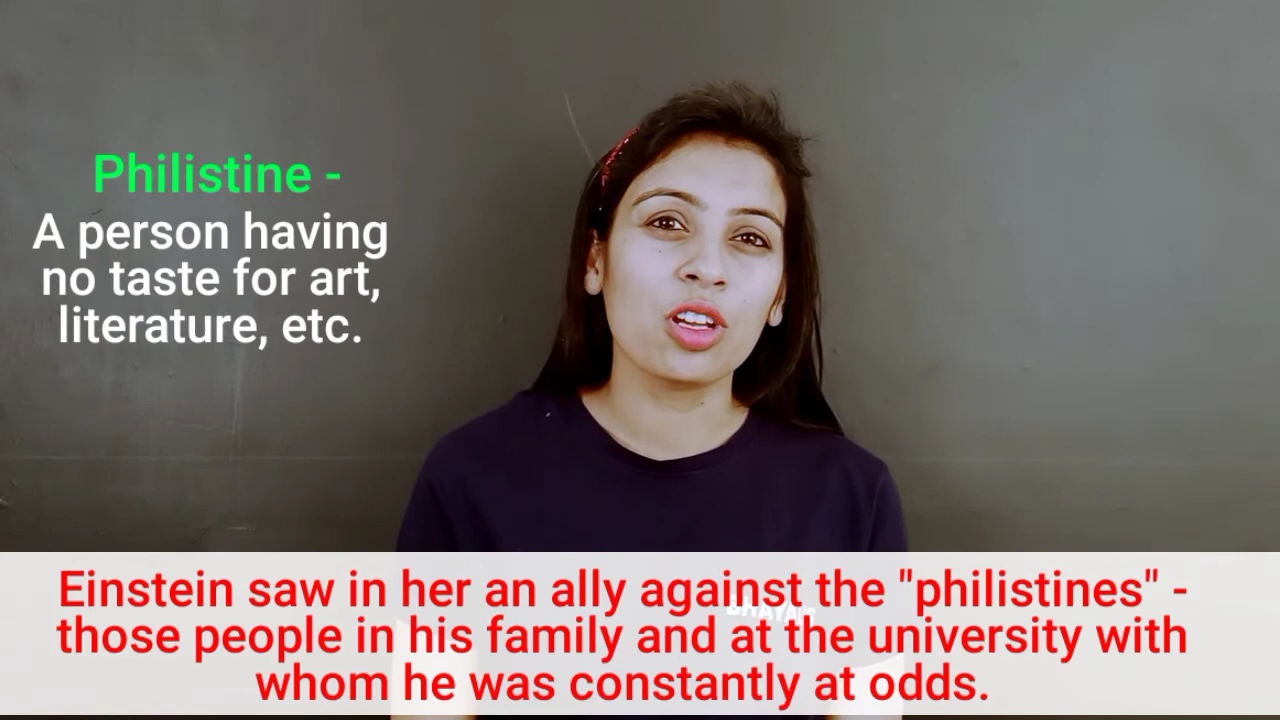 Philistine -
A person having
no taste for art,
literature, etc.
Einstein saw in her an ally against the "philistines" -
those people in his family and at the university with
whom he was constantly at odds.